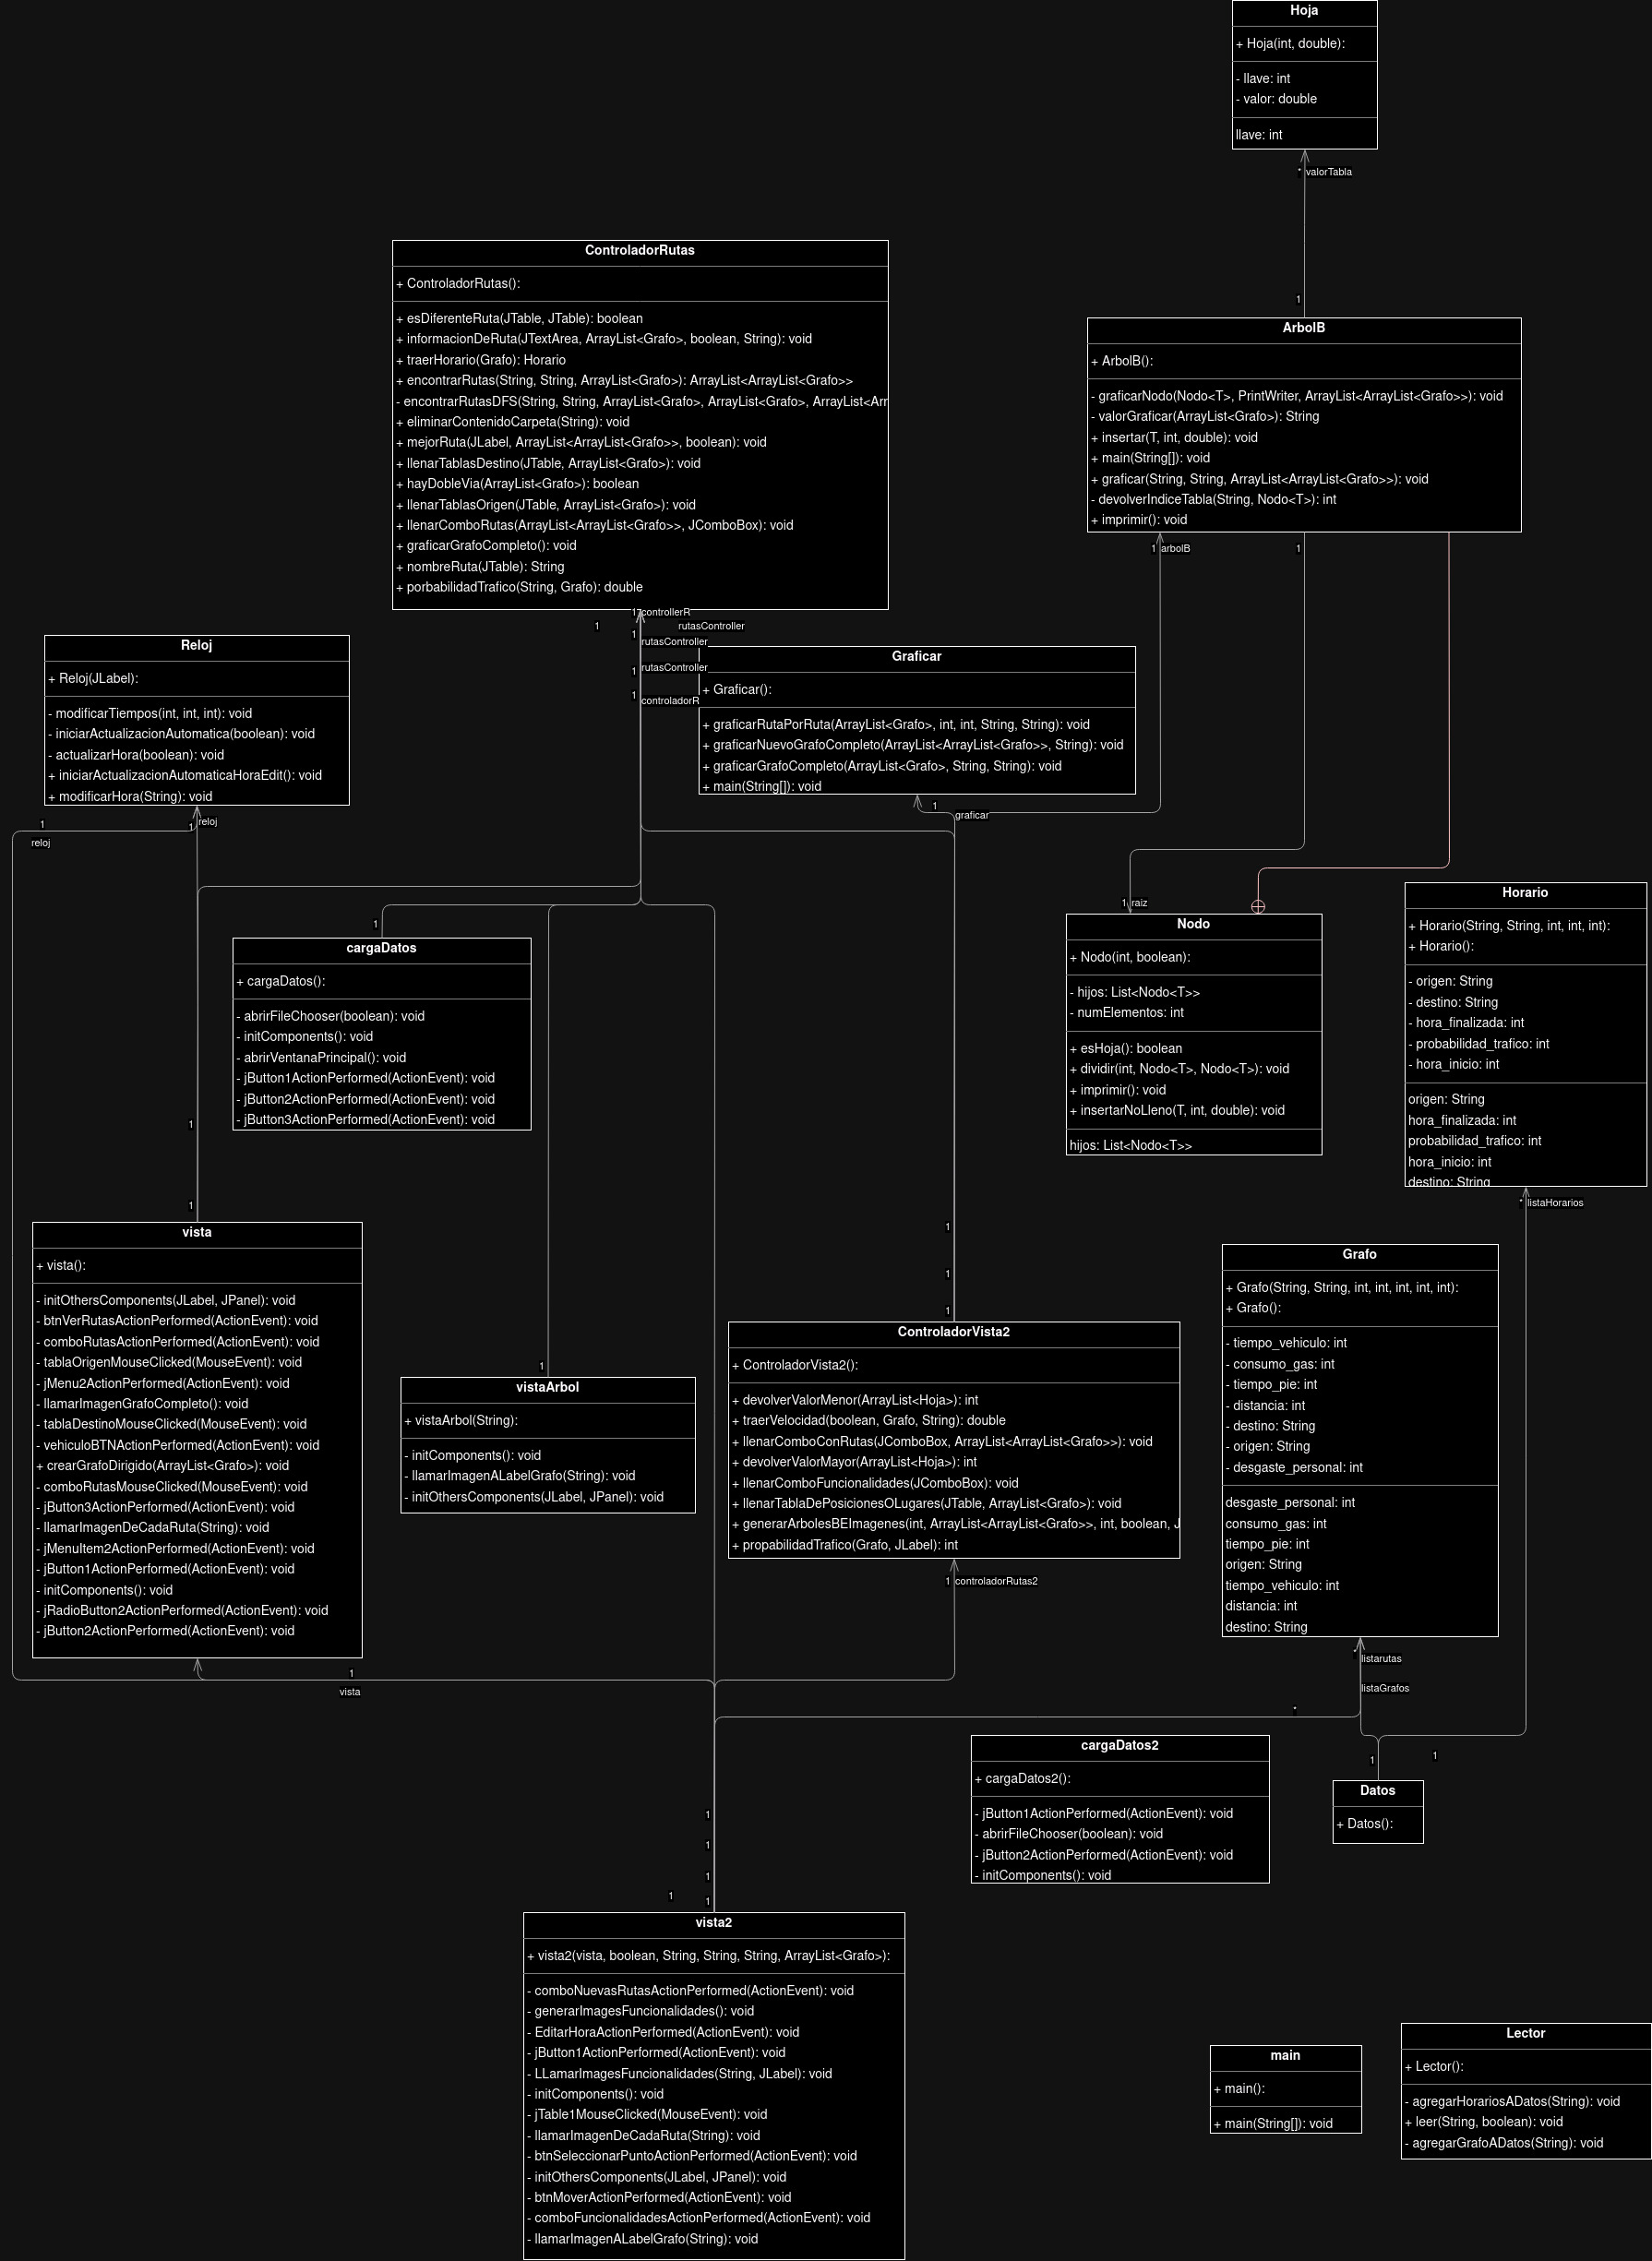 Hoja
+ Hoja(int, double):
- llave: int
- valor: double
llave: int
* valorTabla
1
ControladorRutas
+ ControladorRutas():
+ esDiferenteRuta(JTable, JTable): boolean
+ informacionDeRuta(JTextArea, ArrayList<Grafo>, boolean, String): void
+ traerHorario(Grafo): Horario
+ encontrarRutas(String, String, ArrayList<Grafo>): ArrayList<ArrayList<Grafo>>
- encontrarRutasDFS(String, String, ArrayList<Grafo>, ArrayList<Grafo>, ArrayList<Arr
+ eliminarContenidoCarpeta(String): void
+ mejorRuta(JLabel, ArrayList<ArrayList<Grafo>>, boolean): void
+ llenarTablasDestino(JTable, ArrayList<Grafo>): void
+ hayDobleVia(ArrayList<Grafo>): boolean
+ llenarTablasOrigen(JTable, ArrayList<Grafo>): void
+ llenarComboRutas(ArrayList<ArrayList<Grafo>>, JComboBox): void
+ graficarGrafoCompleto(): void
+ nombreRuta(JTable): String
+ porbabilidadTrafico(String, Grafo): double
ArbolB
+ ArbolB():
- graficarNodo(Nodo<T>, PrintWriter, ArrayList<ArrayList<Grafo>>): void
- valorGraficar(ArrayList<Grafo>): String
+ insertar(T, int, double): void
+ main(String[]): void
+ graficar(String, String, ArrayList<ArrayList<Grafo>>): void
- devolverIndiceTabla(String, Nodo<T>): int
+ imprimir(): void
1 arbolB
1
1 controllerR
1 rutasController
1 rutasController
1 rutasController
1 controladorR
Reloj
+ Reloj(JLabel):
- modificarTiempos(int, int, int): void
- iniciarActualizacionAutomatica(boolean): void
- actualizarHora(boolean): void
+ iniciarActualizacionAutomaticaHoraEdit(): void
+ modificarHora(String): void
1 reloj
1
reloj
Graficar
+ Graficar():
+ graficarRutaPorRuta(ArrayList<Grafo>, int, int, String, String): void
+ graficarNuevoGrafoCompleto(ArrayList<ArrayList<Grafo>>, String): void
+ graficarGrafoCompleto(ArrayList<Grafo>, String, String): void
+ main(String[]): void
1
graficar
1 raiz
Nodo
+ Nodo(int, boolean):
- hijos: List<Nodo<T>>
- numElementos: int
+ esHoja(): boolean
+ dividir(int, Nodo<T>, Nodo<T>): void
+ imprimir(): void
+ insertarNoLleno(T, int, double): void
hijos: List<Nodo<T>>
Horario
+ Horario(String, String, int, int, int):
+ Horario():
- origen: String
- destino: String
- hora_finalizada: int
- probabilidad_trafico: int
- hora_inicio: int
origen: String
hora_finalizada: int
probabilidad_trafico: int
hora_inicio: int
destino: String
* listaHorarios
1
cargaDatos
+ cargaDatos():
- abrirFileChooser(boolean): void
- initComponents(): void
- abrirVentanaPrincipal(): void
- jButton1ActionPerformed(ActionEvent): void
- jButton2ActionPerformed(ActionEvent): void
- jButton3ActionPerformed(ActionEvent): void
1
1
vista
+ vista():
- initOthersComponents(JLabel, JPanel): void
- btnVerRutasActionPerformed(ActionEvent): void
- comboRutasActionPerformed(ActionEvent): void
- tablaOrigenMouseClicked(MouseEvent): void
- jMenu2ActionPerformed(ActionEvent): void
- llamarImagenGrafoCompleto(): void
- tablaDestinoMouseClicked(MouseEvent): void
- vehiculoBTNActionPerformed(ActionEvent): void
+ crearGrafoDirigido(ArrayList<Grafo>): void
- comboRutasMouseClicked(MouseEvent): void
- jButton3ActionPerformed(ActionEvent): void
- llamarImagenDeCadaRuta(String): void
- jMenuItem2ActionPerformed(ActionEvent): void
- jButton1ActionPerformed(ActionEvent): void
- initComponents(): void
- jRadioButton2ActionPerformed(ActionEvent): void
- jButton2ActionPerformed(ActionEvent): void
1
vista
1
vistaArbol
+ vistaArbol(String):
- initComponents(): void
- llamarImagenALabelGrafo(String): void
- initOthersComponents(JLabel, JPanel): void
1
1
1
ControladorVista2
+ ControladorVista2():
+ devolverValorMenor(ArrayList<Hoja>): int
+ traerVelocidad(boolean, Grafo, String): double
+ llenarComboConRutas(JComboBox, ArrayList<ArrayList<Grafo>>): void
+ devolverValorMayor(ArrayList<Hoja>): int
+ llenarComboFuncionalidades(JComboBox): void
+ llenarTablaDePosicionesOLugares(JTable, ArrayList<Grafo>): void
+ generarArbolesBEImagenes(int, ArrayList<ArrayList<Grafo>>, int, boolean, J
+ propabilidadTrafico(Grafo, JLabel): int
1 controladorRutas2
Grafo
+ Grafo(String, String, int, int, int, int, int):
+ Grafo():
- tiempo_vehiculo: int
- consumo_gas: int
- tiempo_pie: int
- distancia: int
- destino: String
- origen: String
- desgaste_personal: int
desgaste_personal: int
consumo_gas: int
tiempo_pie: int
origen: String
tiempo_vehiculo: int
distancia: int
destino: String
* listarutas
listaGrafos
*
cargaDatos2
+ cargaDatos2():
- jButton1ActionPerformed(ActionEvent): void
- abrirFileChooser(boolean): void
- jButton2ActionPerformed(ActionEvent): void
- initComponents(): void
1
1
Datos
+ Datos():
1
1
1
1
1
vista2
+ vista2(vista, boolean, String, String, String, ArrayList<Grafo>):
- comboNuevasRutasActionPerformed(ActionEvent): void
- generarImagesFuncionalidades(): void
- EditarHoraActionPerformed(ActionEvent): void
- jButton1ActionPerformed(ActionEvent): void
- LLamarImagesFuncionalidades(String, JLabel): void
- initComponents(): void
- jTable1MouseClicked(MouseEvent): void
- llamarImagenDeCadaRuta(String): void
- btnSeleccionarPuntoActionPerformed(ActionEvent): void
- initOthersComponents(JLabel, JPanel): void
- btnMoverActionPerformed(ActionEvent): void
- comboFuncionalidadesActionPerformed(ActionEvent): void
- llamarImagenALabelGrafo(String): void
main
+ main():
+ main(String[]): void
Lector
+ Lector():
- agregarHorariosADatos(String): void
+ leer(String, boolean): void
- agregarGrafoADatos(String): void